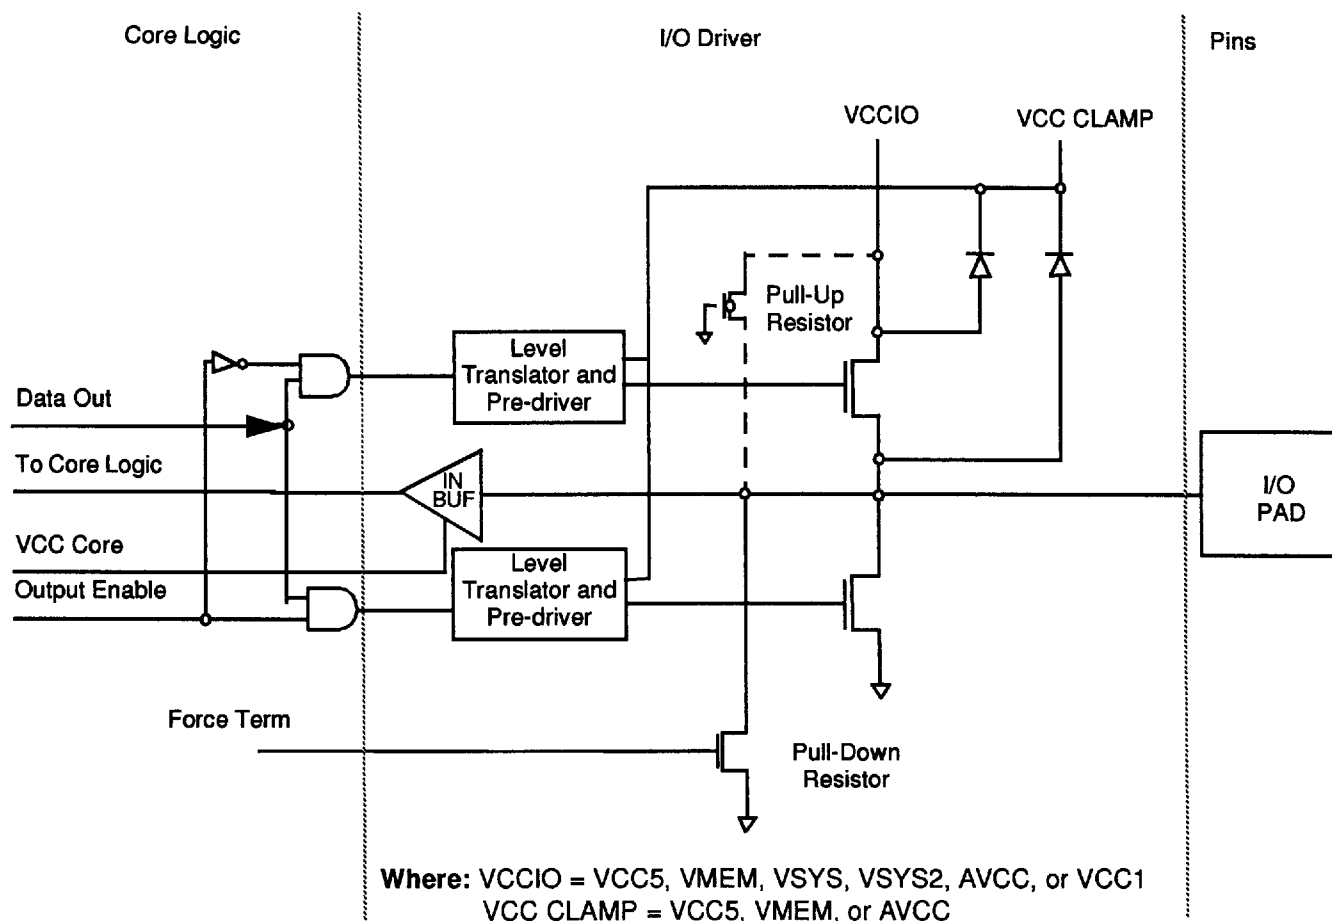 Core Logic
I/O Driver
Pins
VCCIO
VCC CLAMP
Pull-Up
Resistor
Level
Translator and
Pre-driver
Data Out
To Core Logic
IN
BUF
I/O
PAD
VCC Core
Output Enable
Level
Translator and
Pre-driver
Force Term
Pull-Down
Resistor
Where: VCCIO = VCC5, VMEM, VSYS, VSYS2, AVCC, or VCC1
VCC CLAMP = VCC5, VMEM, or AVCC